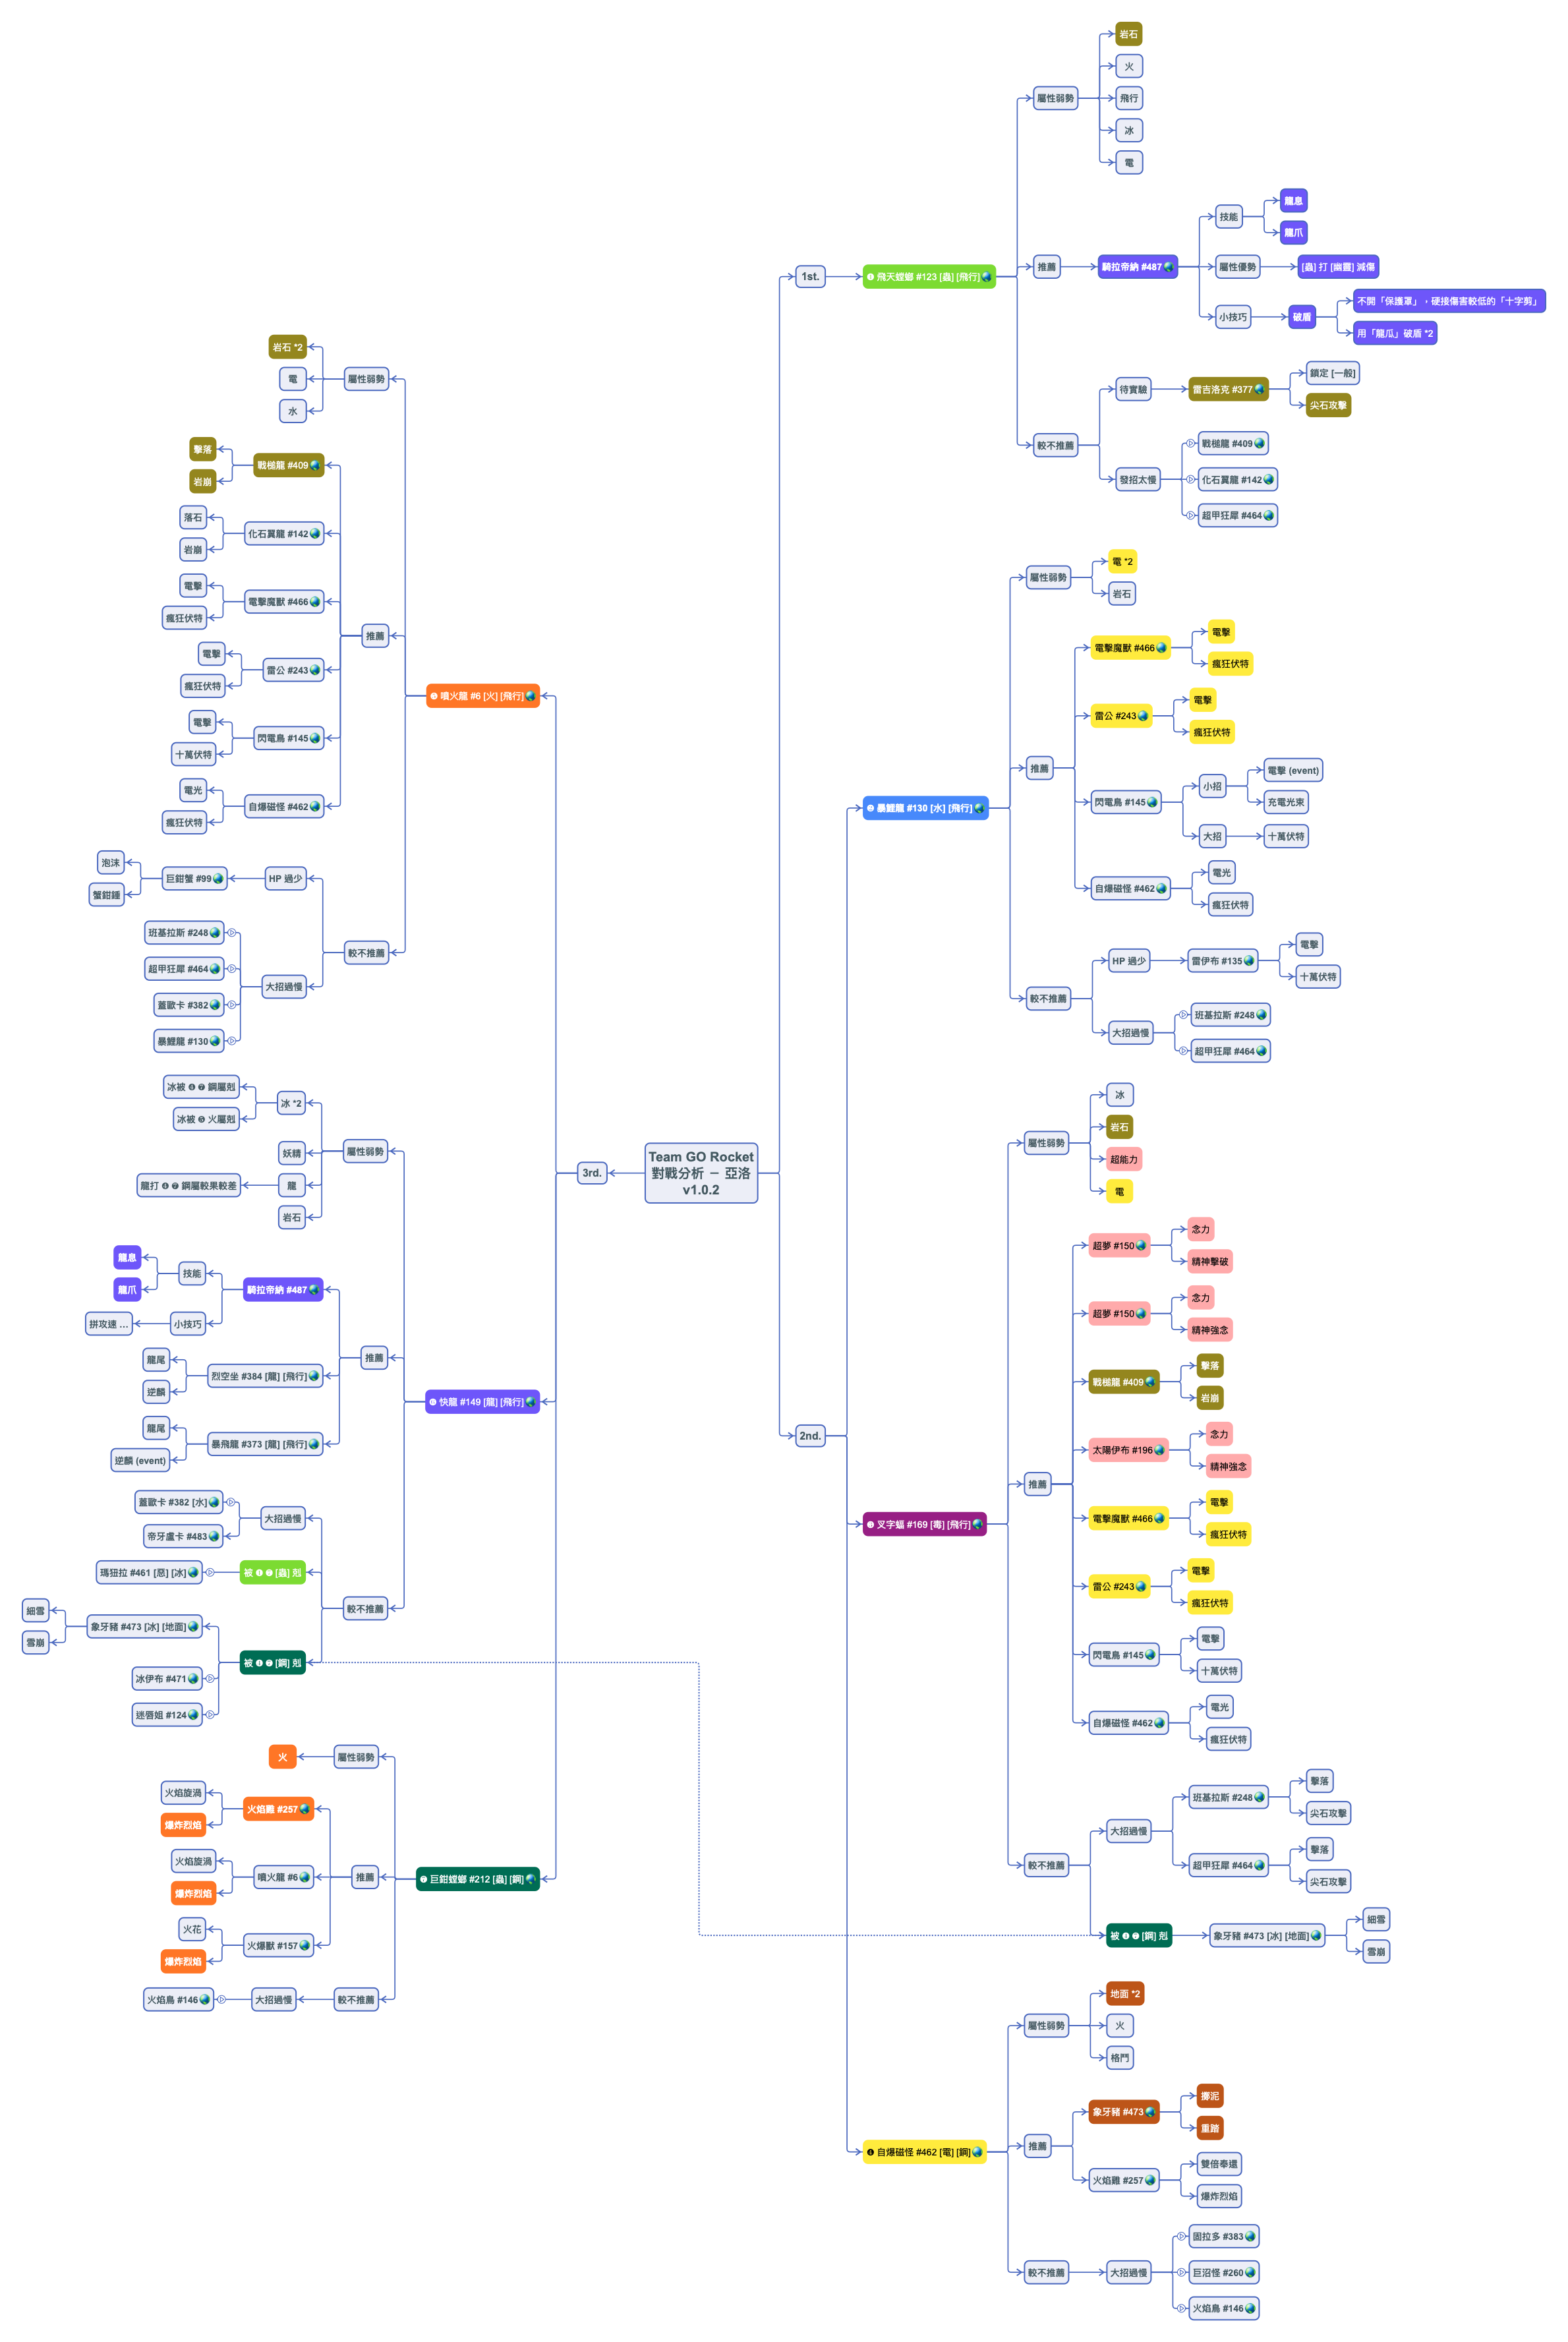 Team GO Rocket
對戰分析 － 亞洛
v1.0.2
1st.
❶ 飛天螳螂 #123 [蟲] [飛行]
屬性弱勢
岩石
火
飛行
冰
電
推薦
騎拉帝納 #487
技能
龍息
龍爪
屬性優勢
[蟲] 打 [幽靈] 減傷
小技巧
破盾
不開「保護罩」，硬接傷害較低的「十字剪」
用「龍瓜」破盾 *2
較不推薦
待實驗
雷吉洛克 #377
鎖定 [一般]
尖石攻擊
發招太慢
戰槌龍 #409
化石翼龍 #142
超甲狂犀 #464
2nd.
❷ 暴鯉龍 #130 [水] [飛行]
屬性弱勢
電 *2
岩石
推薦
電擊魔獸 #466
電擊
瘋狂伏特
雷公 #243
電擊
瘋狂伏特
閃電鳥 #145
小招
電擊 (event)
充電光束
大招
十萬伏特
自爆磁怪 #462
電光
瘋狂伏特
較不推薦
HP 過少
雷伊布 #135
電擊
十萬伏特
大招過慢
班基拉斯 #248
超甲狂犀 #464
❸ 叉字蝠 #169 [毒] [飛行]
屬性弱勢
冰
岩石
超能力
電
推薦
超夢 #150
念力
精神擊破
超夢 #150
念力
精神強念
戰槌龍 #409
擊落
岩崩
太陽伊布 #196
念力
精神強念
電擊魔獸 #466
電擊
瘋狂伏特
雷公 #243
電擊
瘋狂伏特
閃電鳥 #145
電擊
十萬伏特
自爆磁怪 #462
電光
瘋狂伏特
較不推薦
大招過慢
班基拉斯 #248
擊落
尖石攻擊
超甲狂犀 #464
擊落
尖石攻擊
被 ❹ ❼ [鋼] 剋
象牙豬 #473 [冰] [地面]
細雪
雪崩
❹ 自爆磁怪 #462 [電] [鋼]
屬性弱勢
地面 *2
火
格鬥
推薦
象牙豬 #473
擲泥
重踏
火焰雞 #257
雙倍奉還
爆炸烈焰
較不推薦
大招過慢
固拉多 #383
巨沼怪 #260
火焰鳥 #146
3rd.
❺ 噴火龍 #6 [火] [飛行]
屬性弱勢
岩石 *2
電
水
推薦
戰槌龍 #409
擊落
岩崩
化石翼龍 #142
落石
岩崩
電擊魔獸 #466
電擊
瘋狂伏特
雷公 #243
電擊
瘋狂伏特
閃電鳥 #145
電擊
十萬伏特
自爆磁怪 #462
電光
瘋狂伏特
較不推薦
HP 過少
巨鉗蟹 #99
泡沫
蟹鉗錘
大招過慢
班基拉斯 #248
超甲狂犀 #464
蓋歐卡 #382
暴鯉龍 #130
❻ 快龍 #149 [龍] [飛行]
屬性弱勢
冰 *2
冰被 ❹ ❼ 鋼屬剋
冰被 ❺ 火屬剋
妖精
龍
龍打 ❹ ❼ 鋼屬較果較差
岩石
推薦
騎拉帝納 #487
技能
龍息
龍爪
小技巧
拼攻速 ...
烈空坐 #384 [龍] [飛行]
龍尾
逆鱗
暴飛龍 #373 [龍] [飛行]
龍尾
逆鱗 (event)
較不推薦
大招過慢
蓋歐卡 #382 [水]
帝牙盧卡 #483
被 ❶ ❼ [蟲] 剋
瑪狃拉 #461 [惡] [冰]
被 ❹ ❼ [鋼] 剋
象牙豬 #473 [冰] [地面]
細雪
雪崩
冰伊布 #471
迷唇姐 #124
❼ 巨鉗螳螂 #212 [蟲] [鋼]
屬性弱勢
火
推薦
火焰雞 #257
火焰旋渦
爆炸烈焰
噴火龍 #6
火焰旋渦
爆炸烈焰
火爆獸 #157
火花
爆炸烈焰
較不推薦
大招過慢
火焰鳥 #146